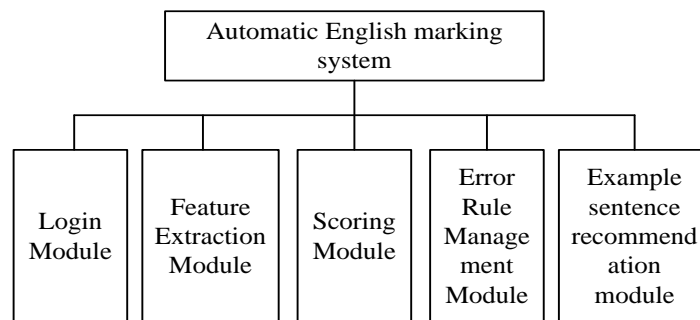 Automatic English marking
system
Login
Module
Feature
Extraction
Module
Scoring
Module
Error
Rule
Manage
ment
Module
Example
sentence
recommend
ation
module